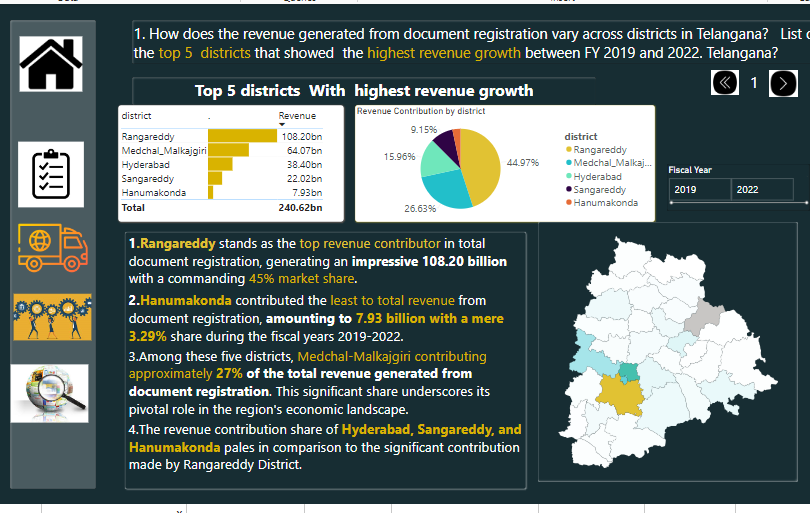 1. How does the revenue generated from document registration vary across districts in Telangana? List
the top 5 districts that showed the highest revenue growth between FY 2019 and 2022. Telangana?
Top 5 districts With highest revenue growth
1
district . Revenue
Rangareddy 108.20bn
Medchal_Malkajgiri 64.07bn
Hyderabad 38.40bn
Sangareddy 22.02bn
Hanumakonda 7.93bn
Total 240.62bn
Revenue Contribution by district
9.15%
15.96%
44.97%
26.63%
district
Rangareddy
Medchal_Malkaj...
Hyderabad
Sangareddy
Hanumakonda
Fiscal Year
2019 2022
1.Rangareddy stands as the top revenue contributor in total
document registration, generating an impressive 108.20 billion
with a commanding 45% market share.
2.Hanumakonda contributed the least to total revenue from
document registration, amounting to 7.93 billion with a mere
3.29% share during the fiscal years 2019-2022.
3.Among these five districts, Medchal-Malkajgiri contributing
approximately 27% of the total revenue generated from
document registration. This significant share underscores its
pivotal role in the region's economic landscape.
4.The revenue contribution share of Hyderabad, Sangareddy, and
Hanumakonda pales in comparison to the significant contribution
made by Rangareddy District.